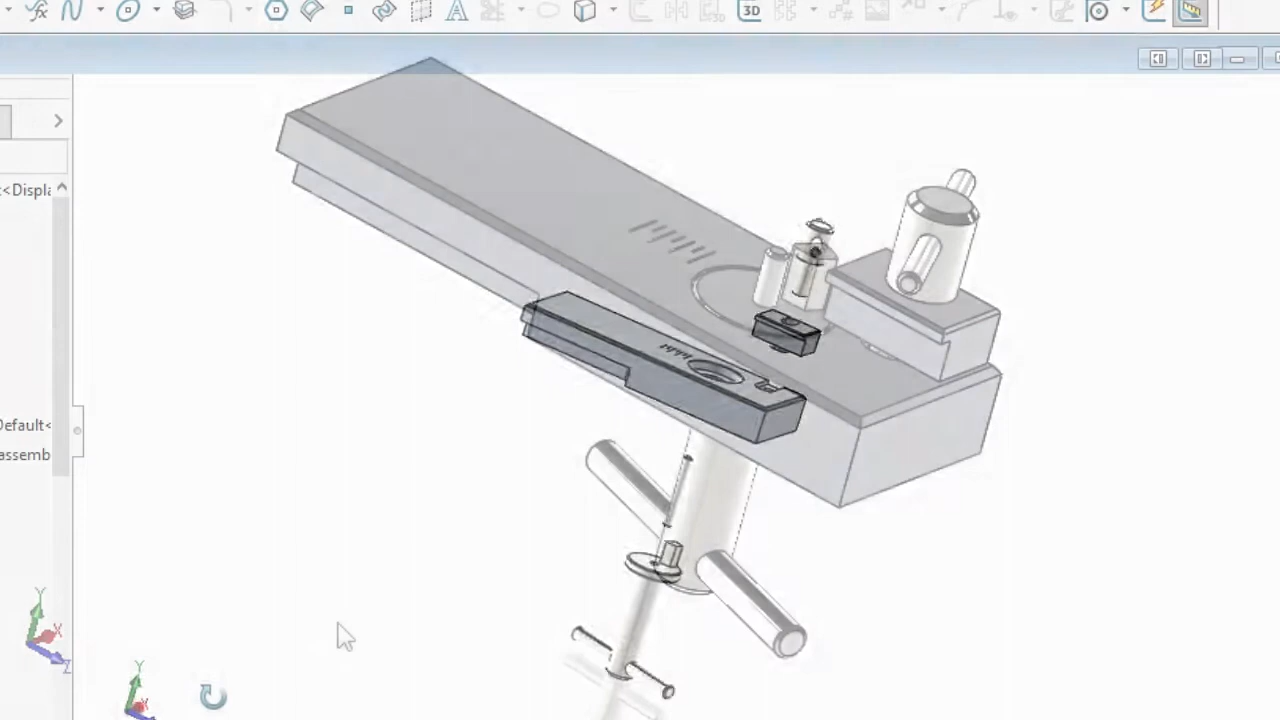 3D
<Displa
Default<
assemb
Y
X
Z
Y
X